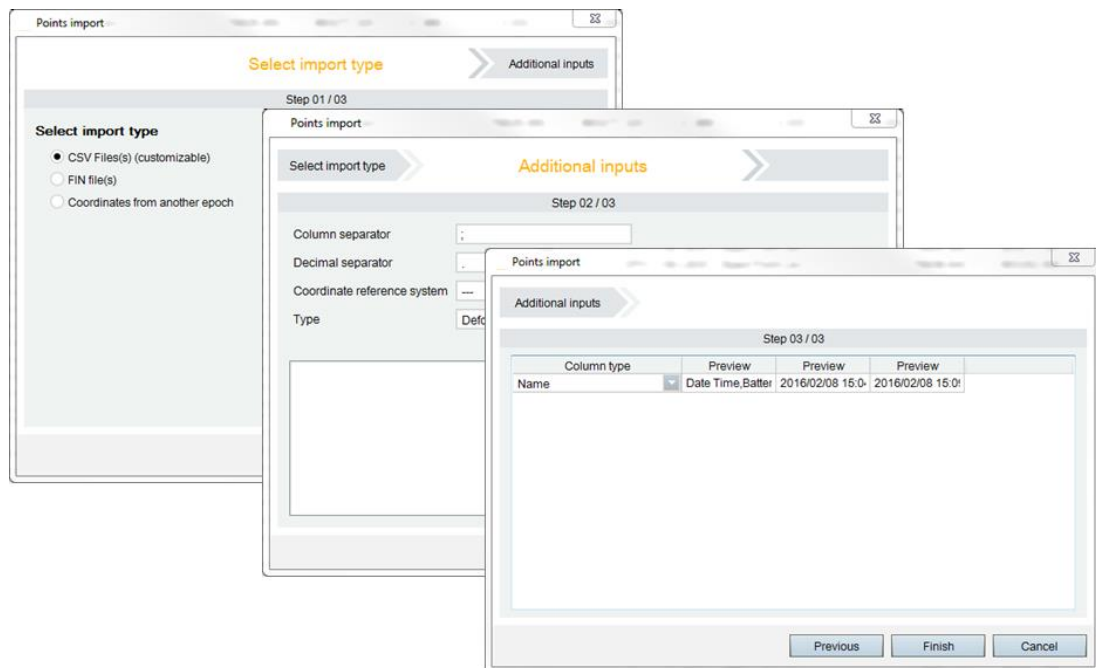 Points import
Select import type
Additional inputs
Step 01 / 03
Select import type
CSV Files(s) (customizable)
FIN file(s)
Coordinates from another epoch
Points import
Select import type
Additional inputs
Step 02 / 03
Column separator ;
Decimal separator .
Coordinate reference system ---
Type
Points import
Additional inputs
Step 03 / 03
Column type Preview Preview Preview
Name Date Time,Batter 2016/02/08 15:0 2016/02/08 15:0
Previous Finish Cancel